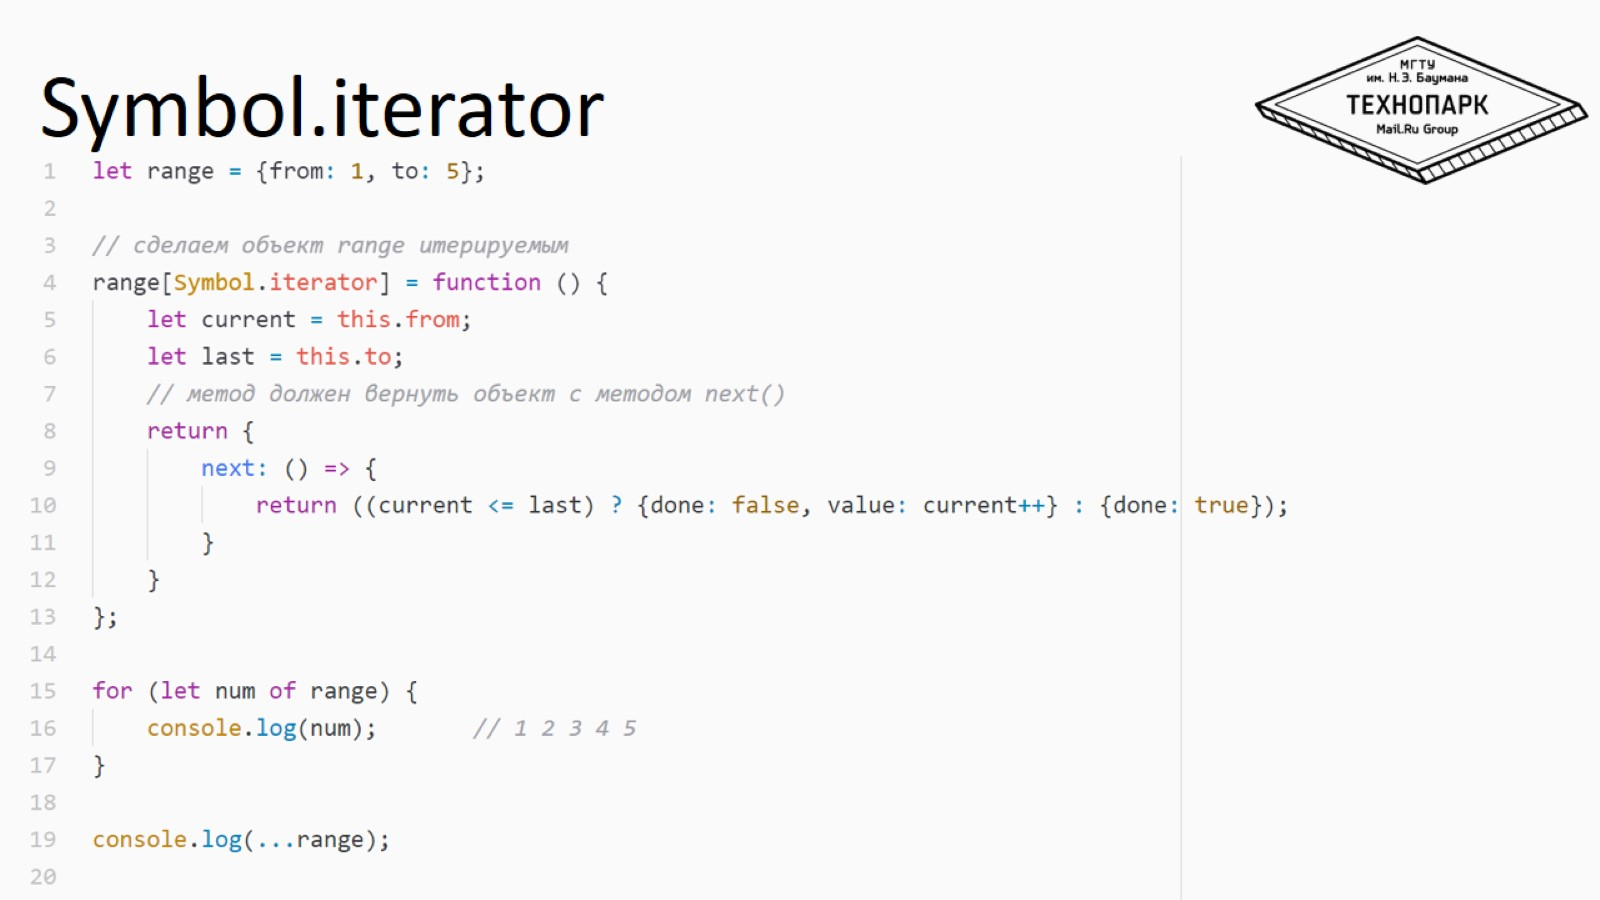 Symbol.iterator
МГТУ
им. Н.Э. Баумана
ТЕХНОПАРК
Mail.Ru Group
1 let range = {from: 1, to: 5};
2
3 // сделаем объект range итерируемым
4 range[Symbol.iterator] = function () {
5     let current = this.from;
6     let last = this.to;
7     // метод должен вернуть объект с методом next()
8     return {
9         next: () => {
10             return ((current <= last) ? {done: false, value: current++} : {done: true});
11         }
12     }
13 };
14
15 for (let num of range) {
16     console.log(num);       // 1 2 3 4 5
17 }
18
19 console.log(...range);
20